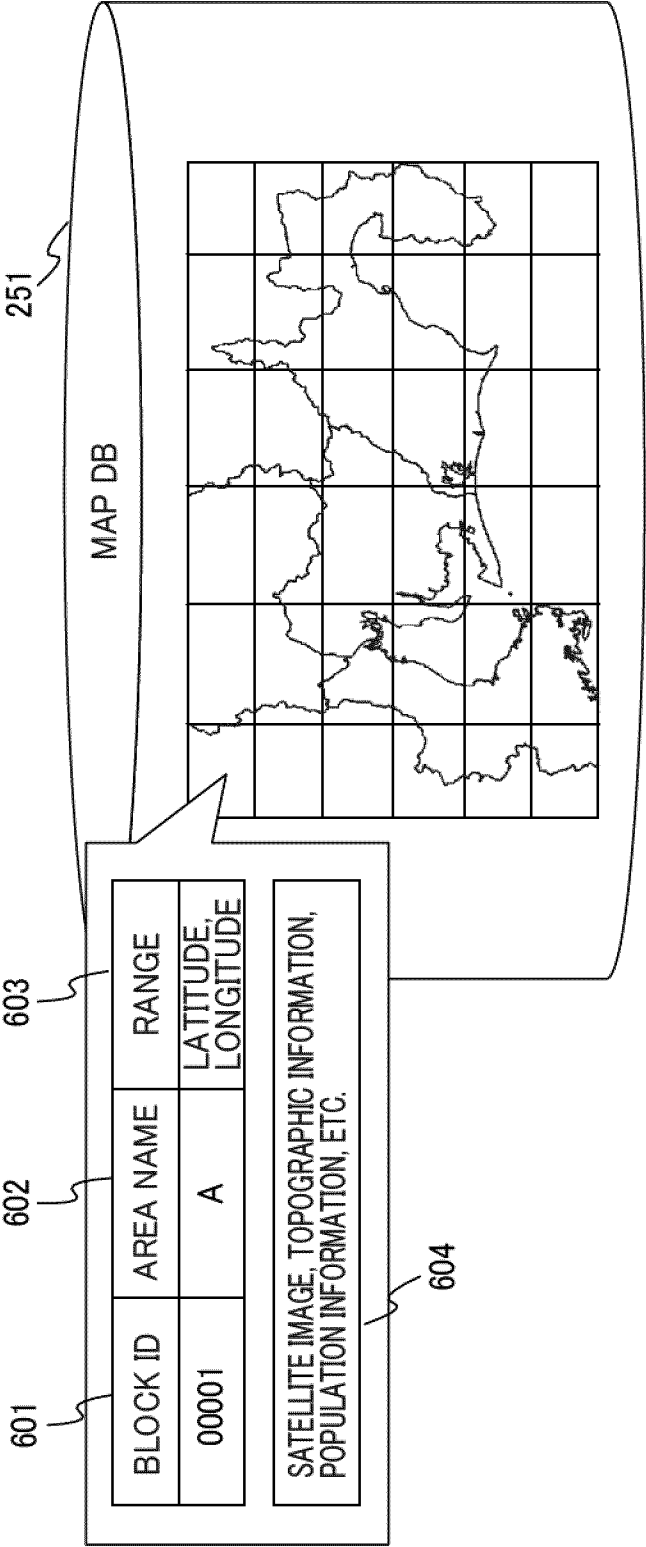 251
MAP DB
601
602
603
BLOCK ID
AREA NAME
RANGE
00001
A
LATITUDE,
LONGITUDE
SATELLITE IMAGE, TOPOGRAPHIC INFORMATION,
POPULATION INFORMATION, ETC.
604